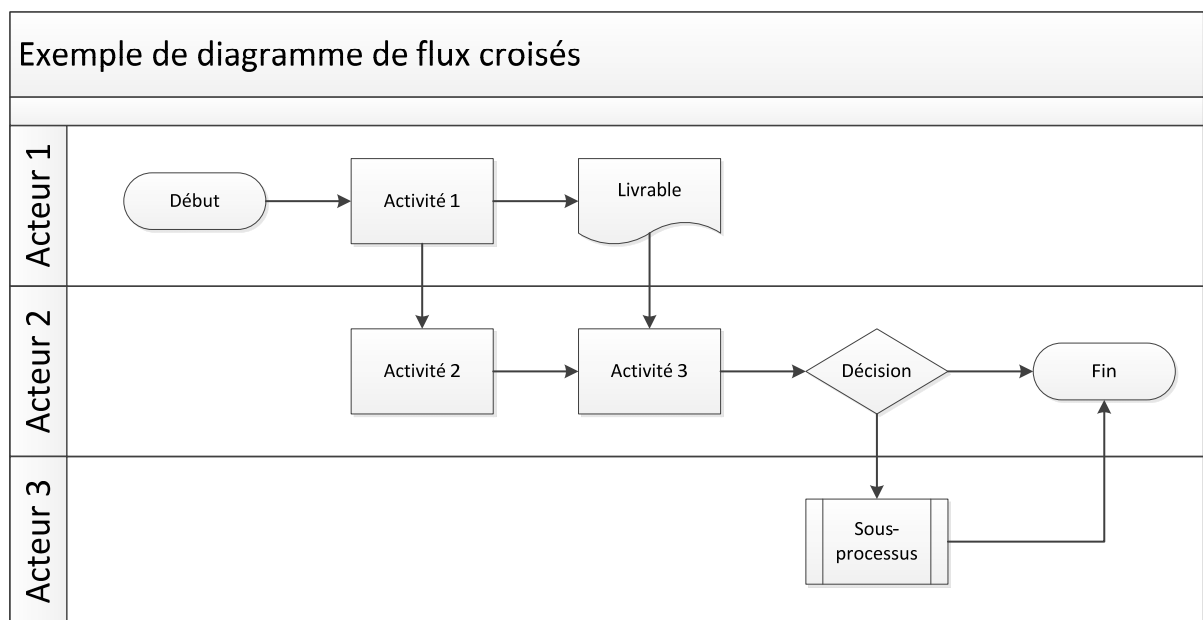 Exemple de diagramme de flux croisés
Acteur 1
Début
Activité 1
Livrable
Acteur 2
Activité 2
Activité 3
Décision
Fin
Acteur 3
Sous-
processus